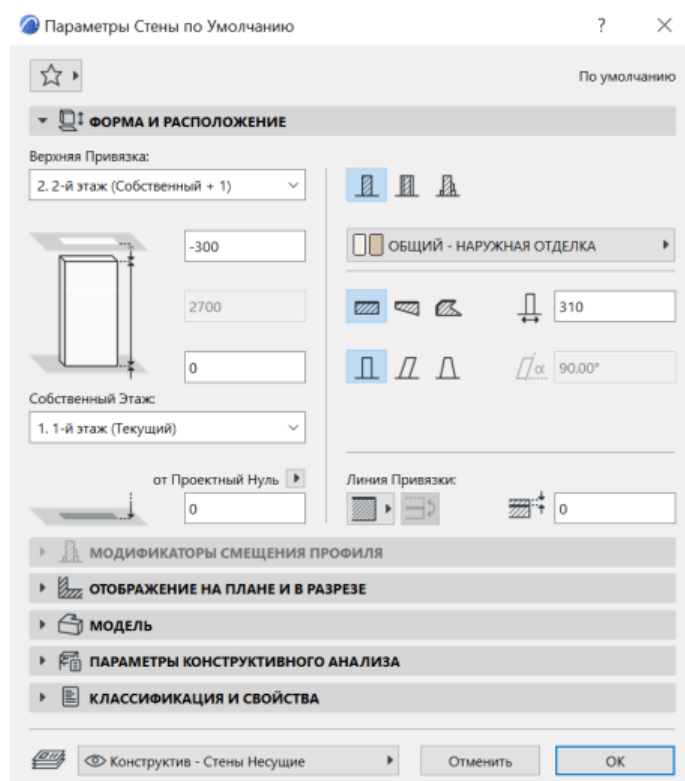 Параметры Стены по Умолчанию ?
По умолчанию
ФОРМА И РАСПОЛОЖЕНИЕ
Верхняя Привязка:
2. 2-й этаж (Собственный + 1)
-300
2700
0
Собственный Этаж:
1. 1-й этаж (Текущий)
от Проектный Нуль
0
ОБЩИЙ - НАРУЖНАЯ ОТДЕЛКА
310
α 90.00°
Линия Привязки:
0
МОДИФИКАТОРЫ СМЕЩЕНИЯ ПРОФИЛЯ
ОТОБРАЖЕНИЕ НА ПЛАНЕ И В РАЗРЕЗЕ
МОДЕЛЬ
ПАРАМЕТРЫ КОНСТРУКТИВНОГО АНАЛИЗА
КЛАССИФИКАЦИЯ И СВОЙСТВА
Конструктив - Стены Несущие
Отменить
ОК